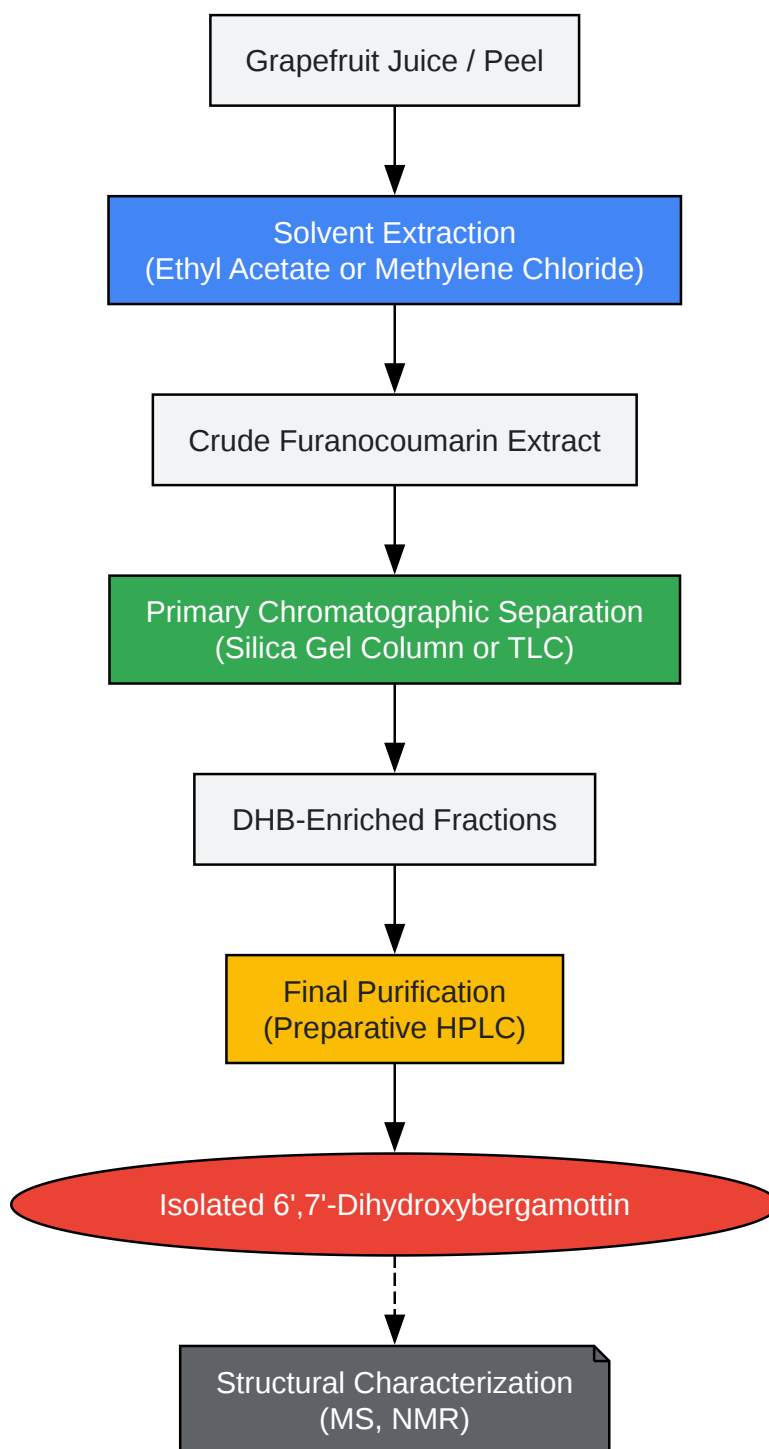 Grapefruit Juice / Peel
Solvent Extraction
(Ethyl Acetate or Methylene Chloride)
Crude Furanocoumarin Extract
Primary Chromatographic Separation
(Silica Gel Column or TLC)
DHB-Enriched Fractions
Final Purification
(Preparative HPLC)
Isolated 6',7'-Dihydroxybergamottin
Structural Characterization
(MS, NMR)